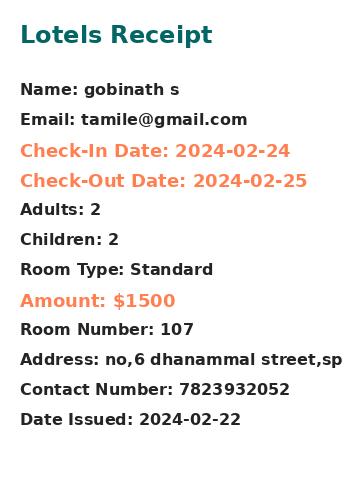 Lotels Receipt
Name: gobinath s
Email: tamile@gmail.com
Check-In Date: 2024-02-24
Check-Out Date: 2024-02-25
Adults: 2
Children: 2
Room Type: Standard
Amount: $1500
Room Number: 107
Address: no,6 dhanammal street,sp
Contact Number: 7823932052
Date Issued: 2024-02-22